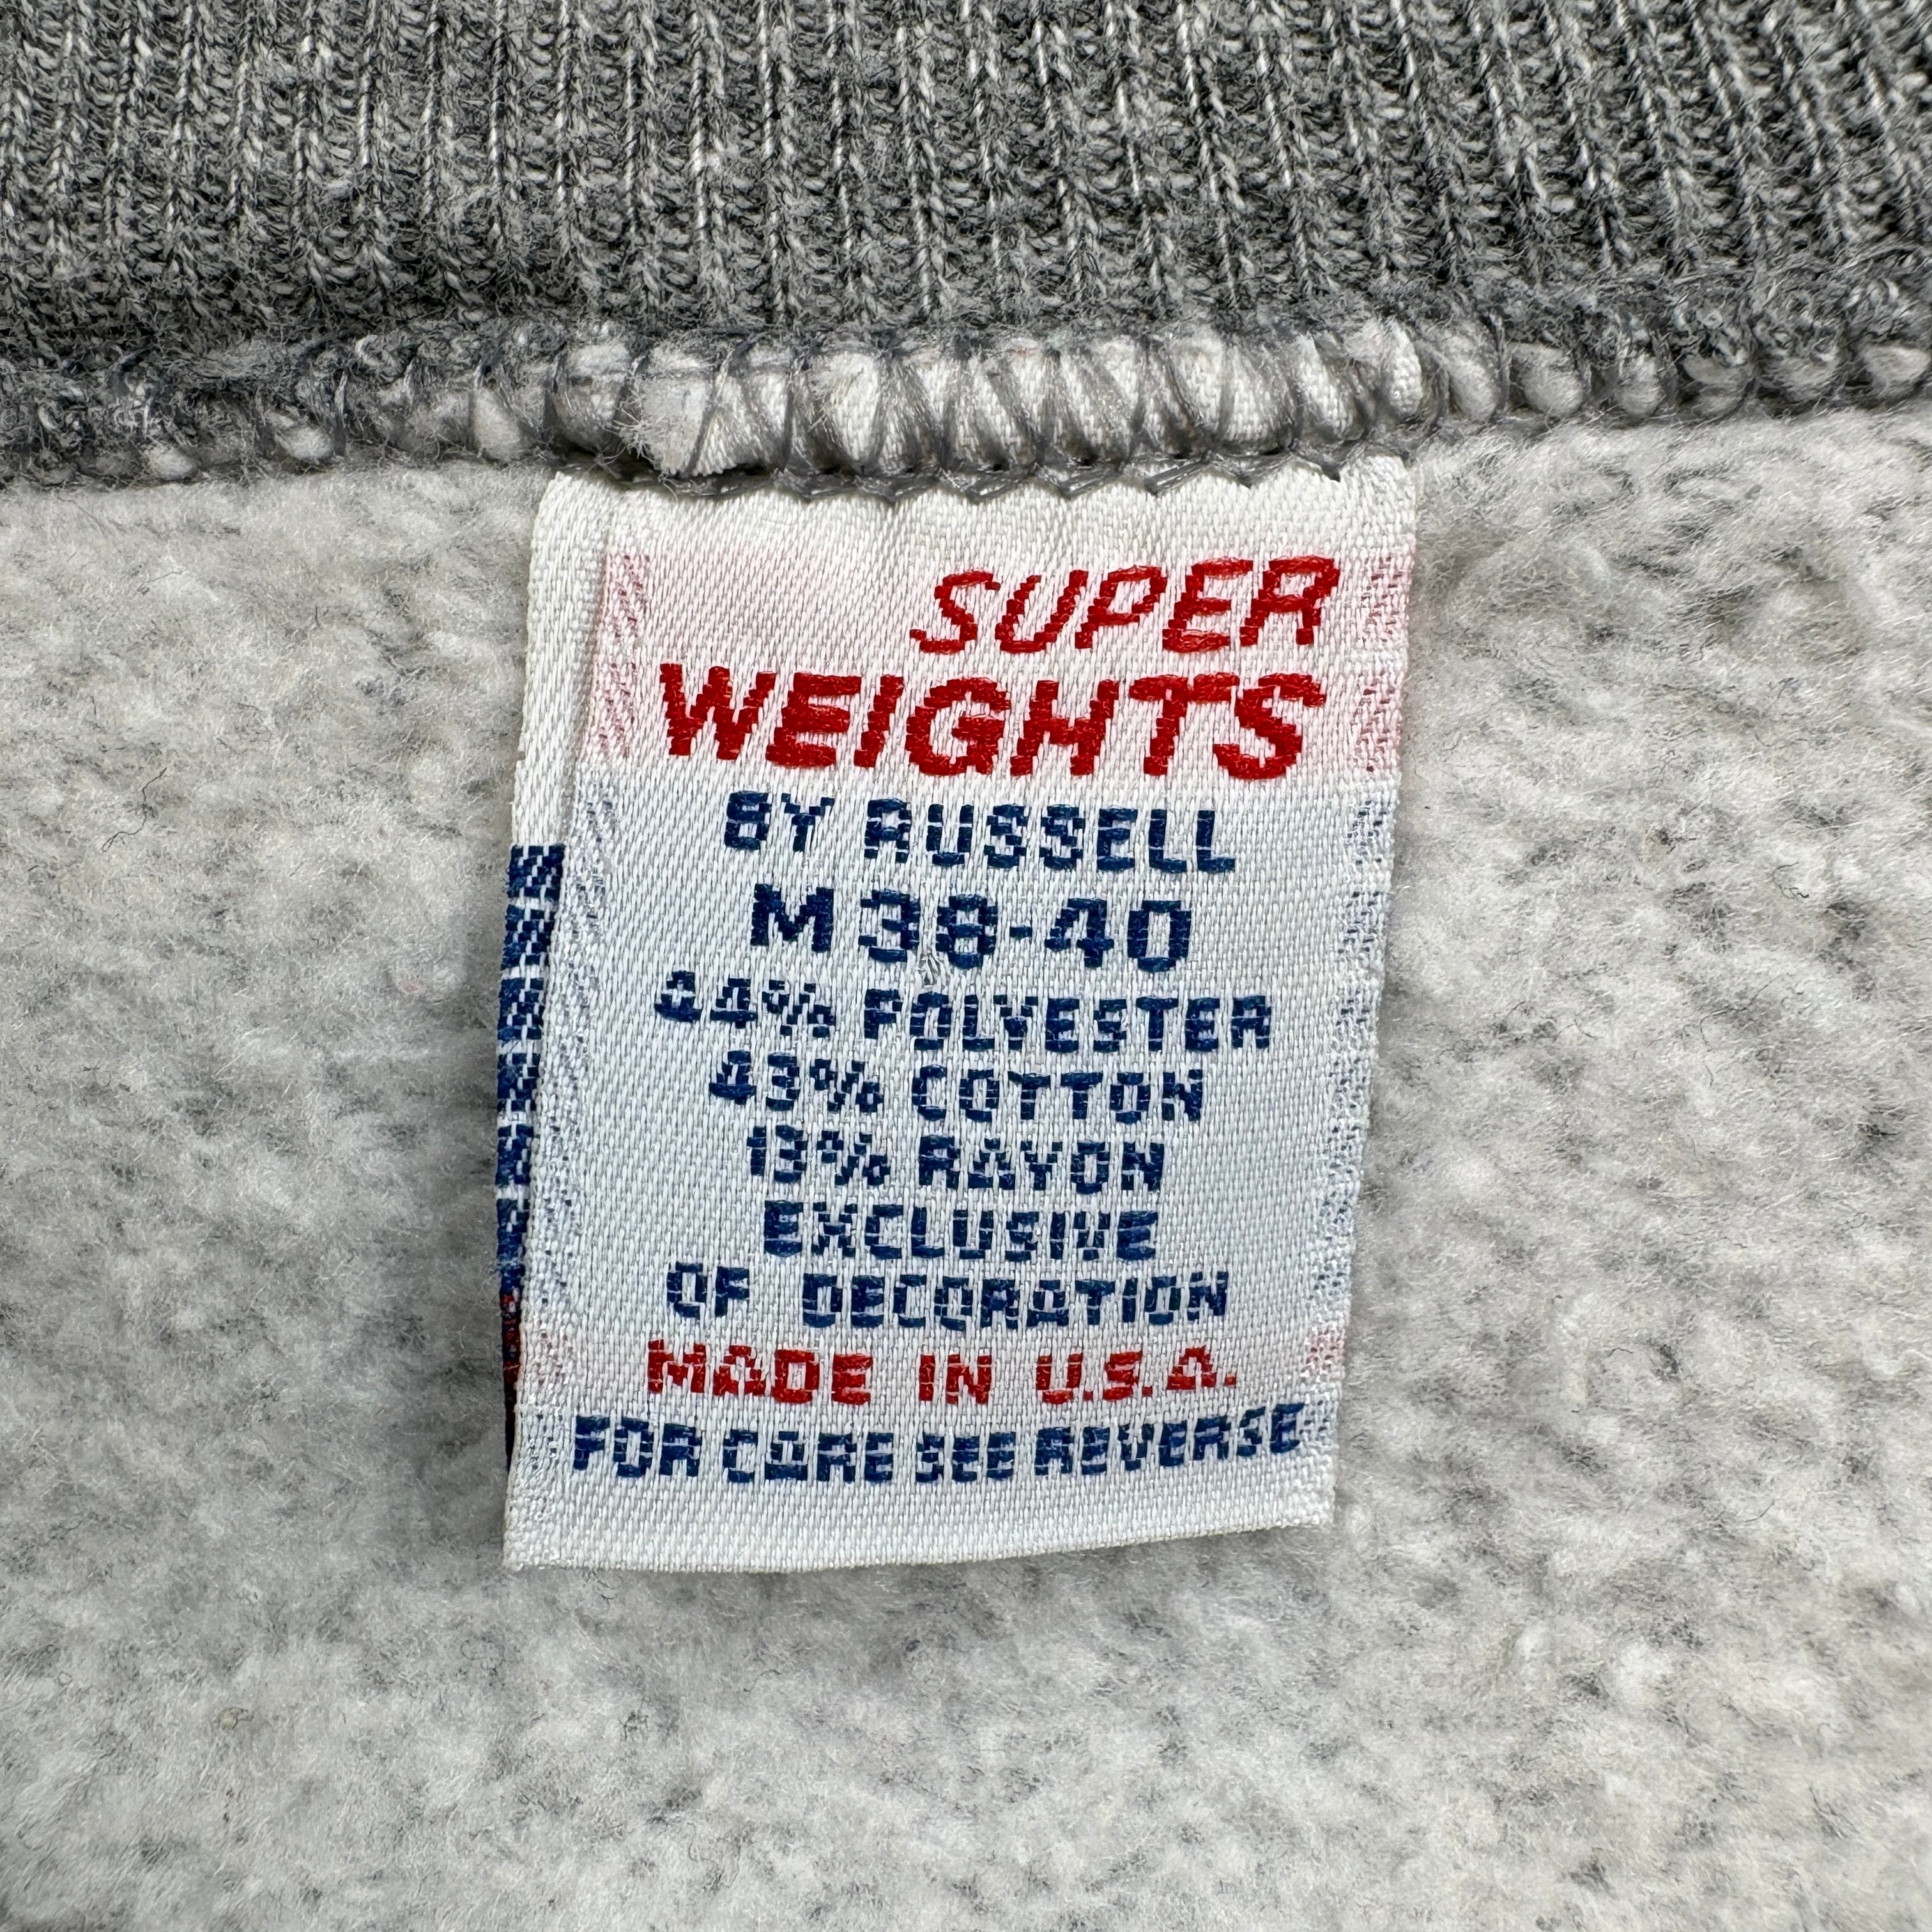 SUPER
WEIGHTS
BY RUSSELL
M 38-40
44% POLYESTER
43% COTTON
13% RAYON
EXCLUSIVE
OF DECORATION
MADE IN U.S.A.
FOR CARE SEE REVERSE